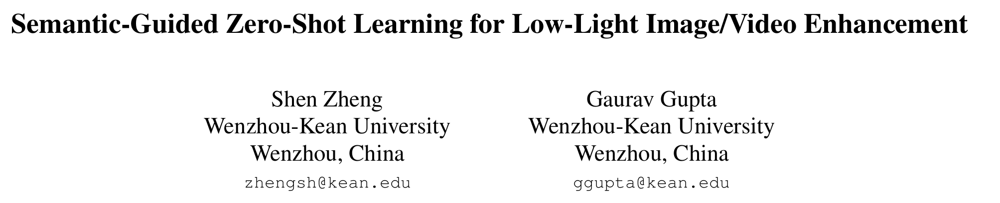 Semantic-Guided Zero-Shot Learning for Low-Light Image/Video Enhancement
Shen Zheng
Wenzhou-Kean University
Wenzhou, China
zhengsh@kean.edu
Gaurav Gupta
Wenzhou-Kean University
Wenzhou, China
ggupta@kean.edu